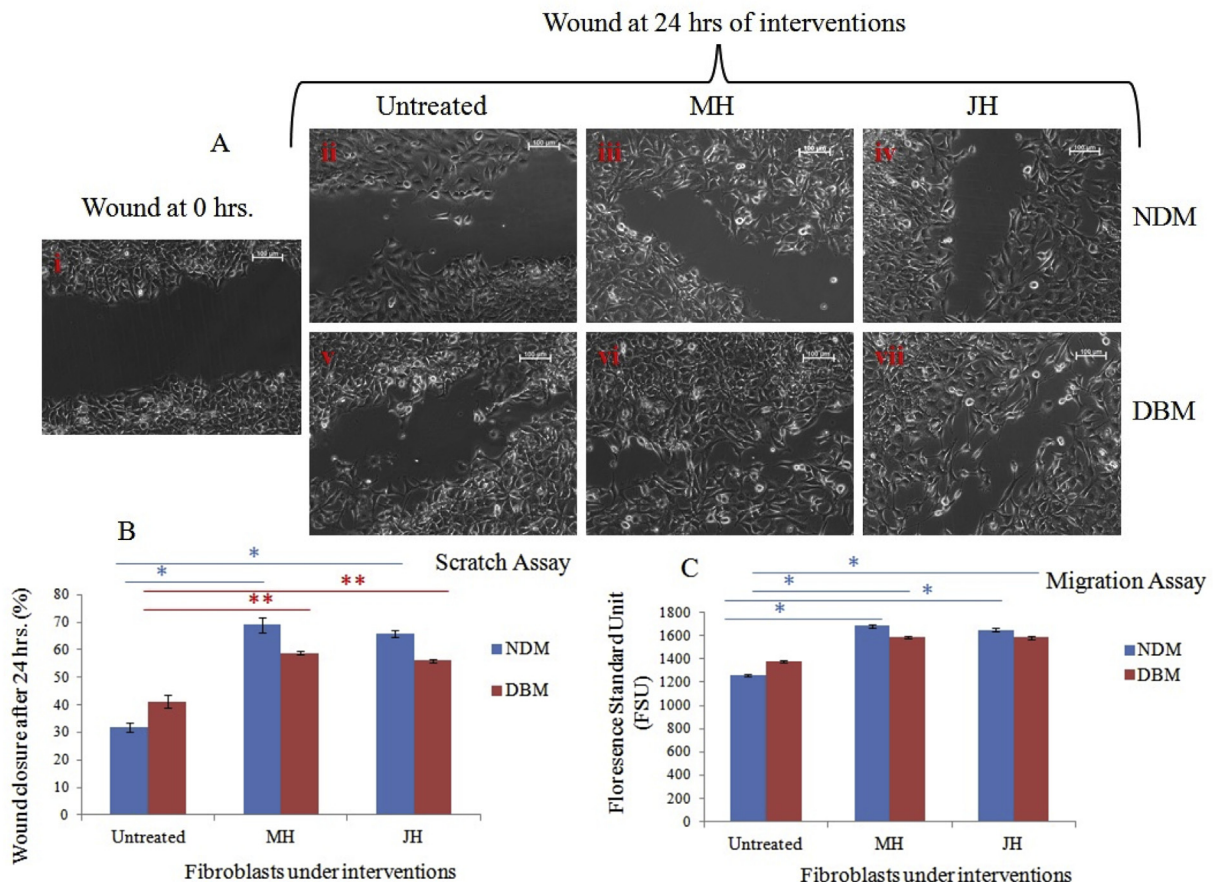 Wound at 24 hrs of interventions
Untreated
MH
JH
A
Wound at 0 hrs.
i
100 µm
ii
100 µm
iii
100 µm
iv
100 µm
NDM
v
100 µm
vi
100 µm
vii
100 µm
DBM
B
Scratch Assay
*
*
**
**
Wound closure after 24 hrs. (%)
80
70
60
50
40
30
20
10
0
Untreated
MH
JH
Fibroblasts under interventions
NDM
DBM
C
Migration Assay
*
*
*
*
Floresence Standard Unit
(FSU)
1800
1600
1400
1200
1000
800
600
400
200
0
Untreated
MH
JH
Fibroblasts under interventions
NDM
DBM